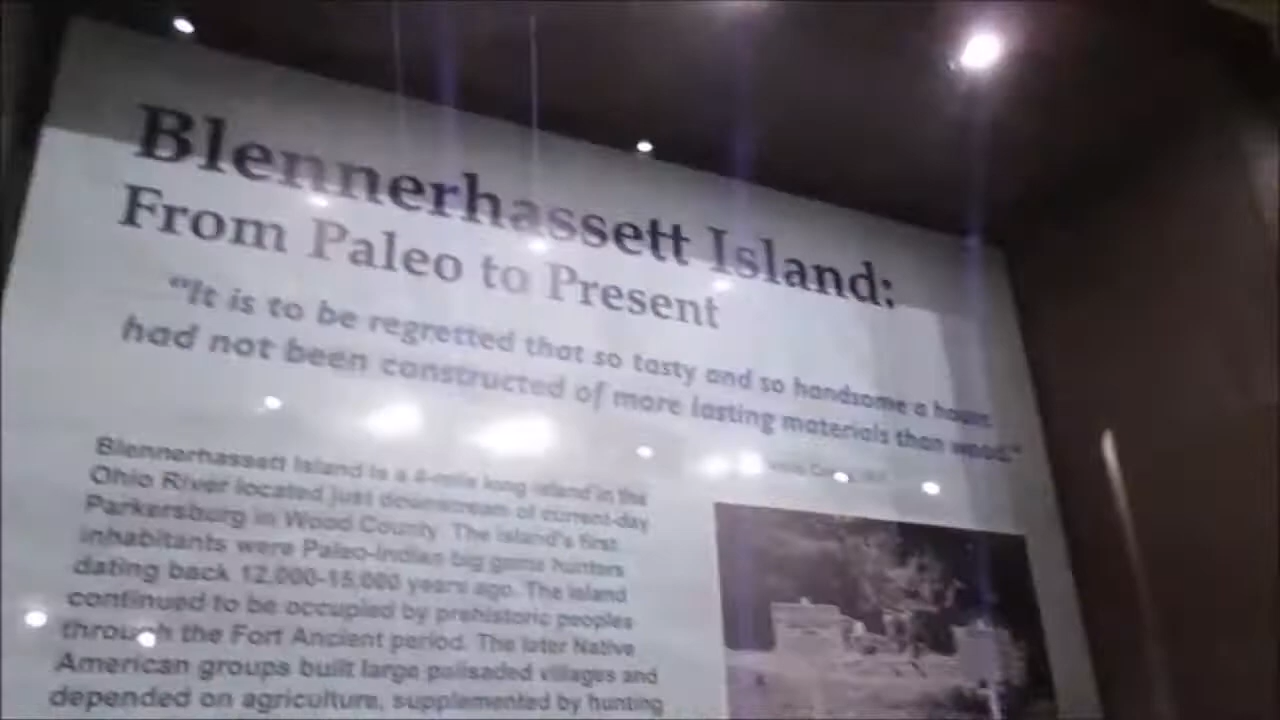 Blennerhassett Island:
From Paleo to Present
"It is to be regretted that so tasty and so handsome a house
had not been constructed of more lasting materials than wood."
Blennerhassett Island is a 4-mile long island in the
Ohio River located just downstream of current-day
Parkersburg in Wood County. The island's first
inhabitants were Paleo-Indian big game hunters
dating back 12,000-15,000 years ago. The island
continued to be occupied by prehistoric peoples
through the Fort Ancient period. The later Native
American groups built large palisaded villages and
depended on agriculture, supplemented by hunting